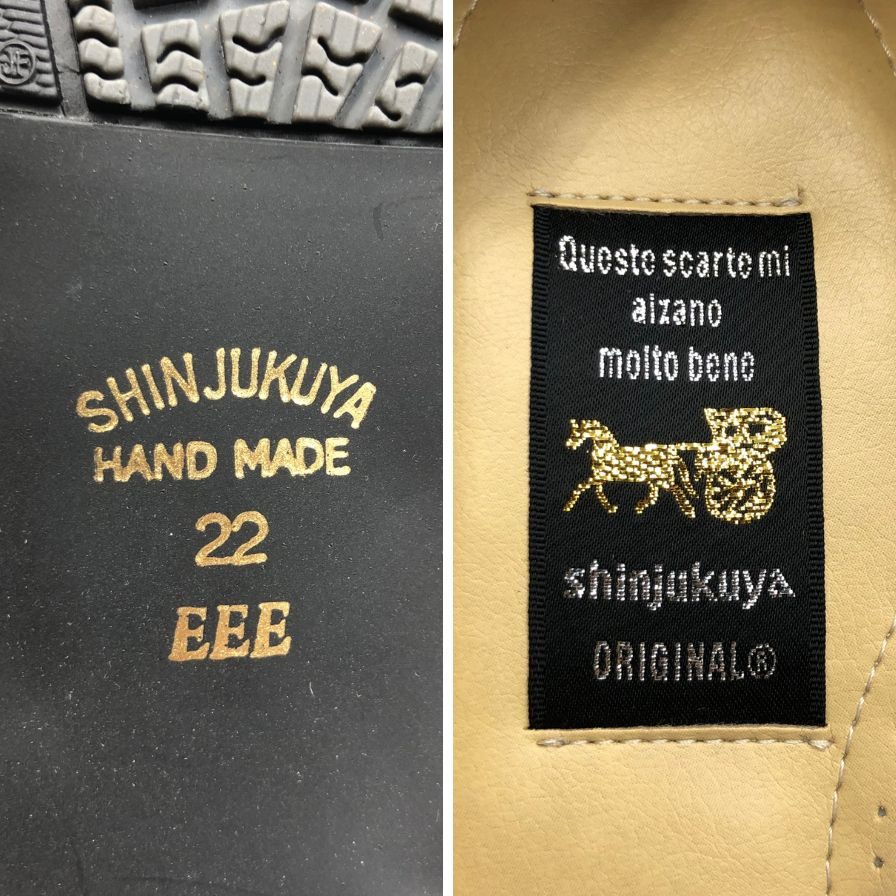 SHINJUKUYA
HAND MADE
22
EEE
Queste scarte mi
aizano
molto bene
shinjukuya
ORIGINAL®